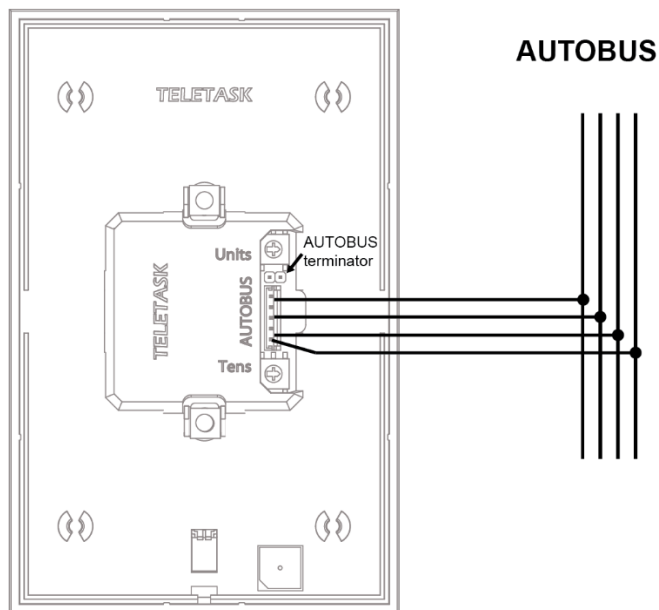 AUTOBUS
TELETASK
Units
AUTOBUS
terminator
TELETASK
AUTOBUS
Tens